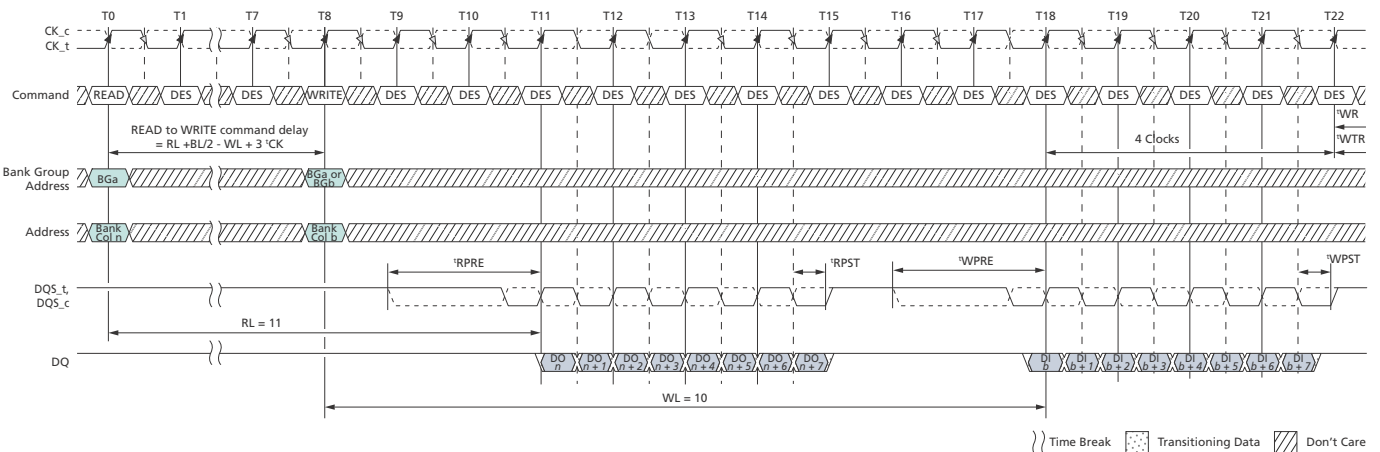 T0 T1 T7 T8 T9 T10 T11 T12 T13 T14 T15 T16 T17 T18 T19 T20 T21 T22
CK_c
CK_t
Command READ DES DES WRITE DES DES DES DES DES DES DES DES DES DES DES DES DES DES
READ to WRITE command delay
= RL +BL/2 - WL + 3 tCK
4 Clocks
tWR
tWTR
Bank Group
Address
BGa
BGa or
BGb
Address
Bank
Col n
Bank
Col b
tRPRE tRPST tWPRE tWPST
DQS_t,
DQS_c
RL = 11
DQ
DO
n
DO
n + 1
DO
n + 2
DO
n + 3
DO
n + 4
DO
n + 5
DO
n + 6
DO
n + 7
DI
b
DI
b + 1
DI
b + 2
DI
b + 3
DI
b + 4
DI
b + 5
DI
b + 6
DI
b + 7
WL = 10
Time Break Transitioning Data Don't Care